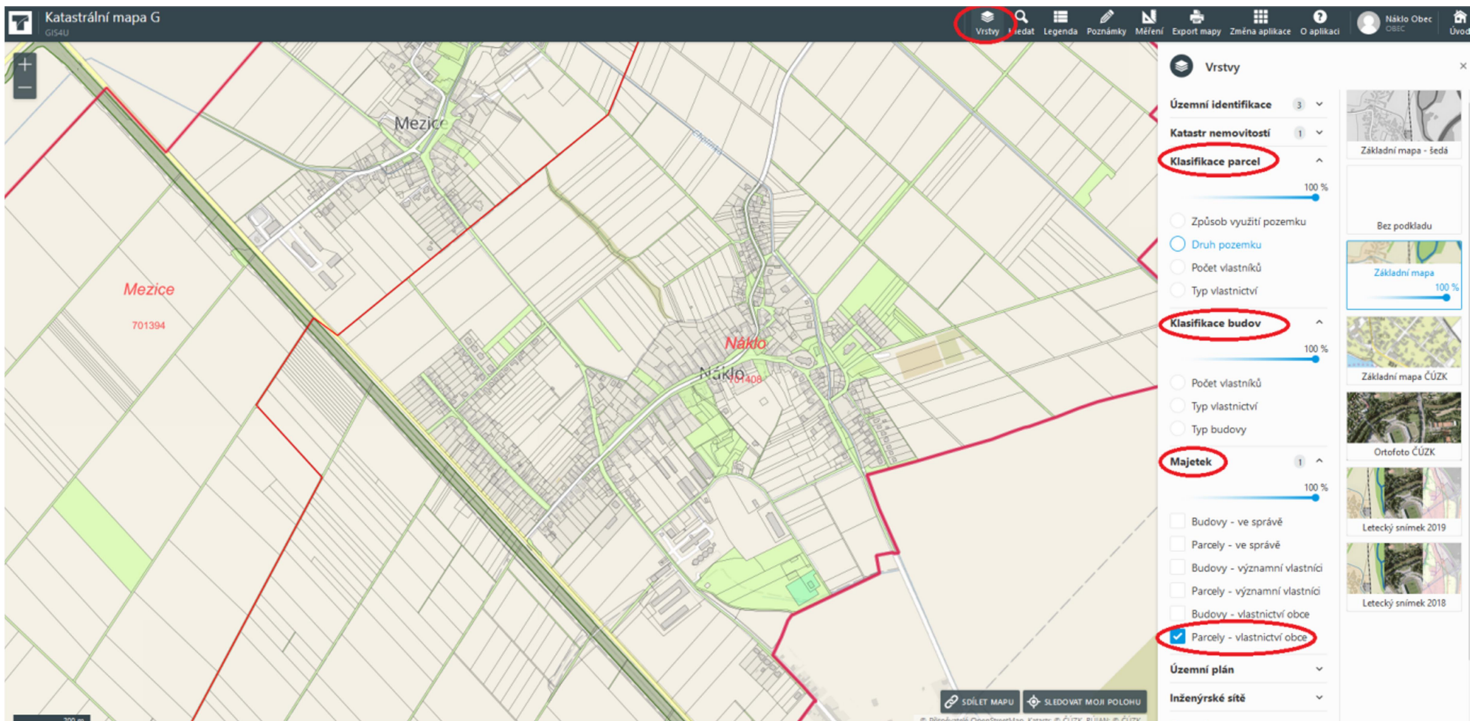 Katastrální mapa G
GIS4U
Vrstvy
Hledat
Legenda
Poznámky
Měření
Export mapy
Změna aplikace
O aplikaci
Náklo Obec
OBEC
Úvod
+
−
Mezice
Mezice
701394
Náklo
Náklo
701408
SDÍLET MAPU
SLEDOVAT MOJI POLOHU
200 m
Vrstvy
×
Územní identifikace 3
Katastr nemovitostí 1
Klasifikace parcel
100 %
Způsob využití pozemku
Druh pozemku
Počet vlastníků
Typ vlastnictví
Klasifikace budov
100 %
Počet vlastníků
Typ vlastnictví
Typ budovy
Majetek 1
100 %
Budovy - ve správě
Parcely - ve správě
Budovy - významní vlastníci
Parcely - významní vlastníci
Budovy - vlastnictví obce
Parcely - vlastnictví obce
Územní plán
Inženýrské sítě
Základní mapa - šedá
Bez podkladu
Základní mapa
100 %
Základní mapa ČÚZK
Ortofoto ČÚZK
Letecký snímek 2019
Letecký snímek 2018